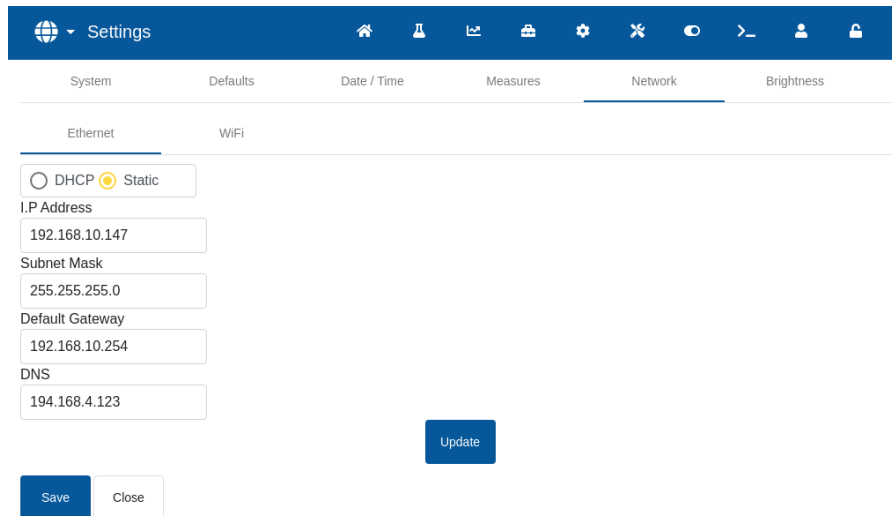 Settings
System Defaults Date / Time Measures Network Brightness
Ethernet WiFi
DHCP Static
I.P Address
192.168.10.147
Subnet Mask
255.255.255.0
Default Gateway
192.168.10.254
DNS
194.168.4.123
Update
Save Close